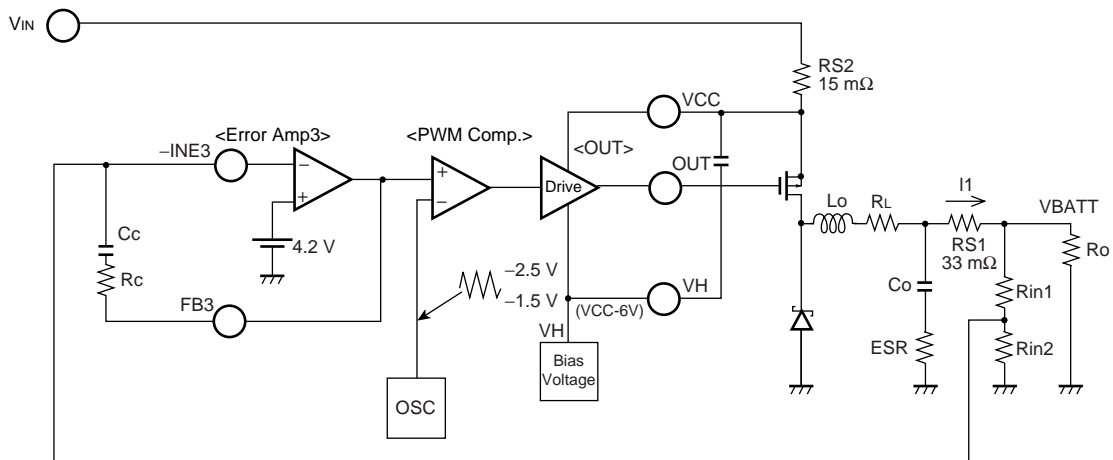 VIN
RS2
15 mΩ
VCC
<Error Amp3>
<PWM Comp.>
<OUT>
−INE3
OUT
−
+
+
−
Drive
4.2 V
Cc
Rc
Lo
RL
I1
VBATT
RS1
33 mΩ
Ro
Rin1
Co
−2.5 V
−1.5 V
FB3
VH
(VCC-6V)
VH
ESR
Rin2
Bias
Voltage
OSC